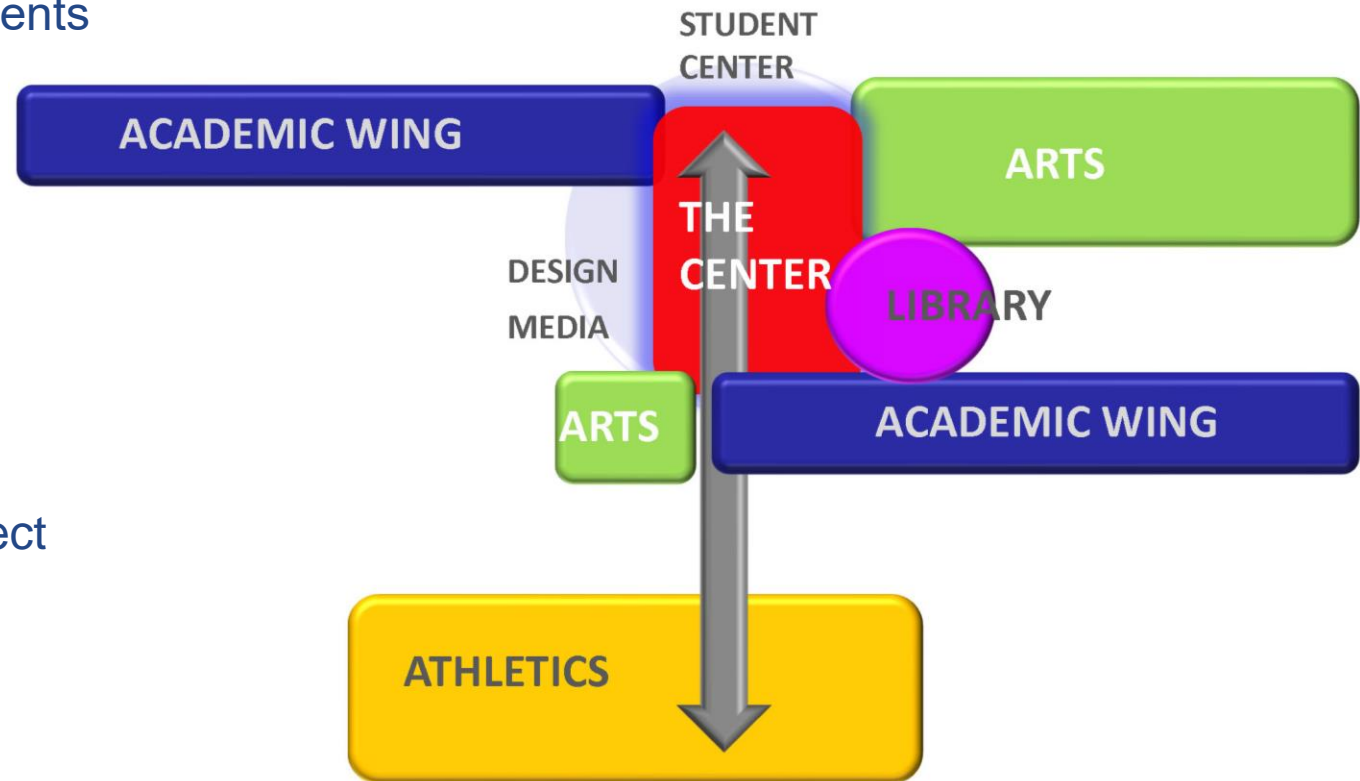 ents
STUDENT
CENTER
ACADEMIC WING
ARTS
THE
CENTER
DESIGN
MEDIA
LIBRARY
ARTS
ACADEMIC WING
ect
ATHLETICS